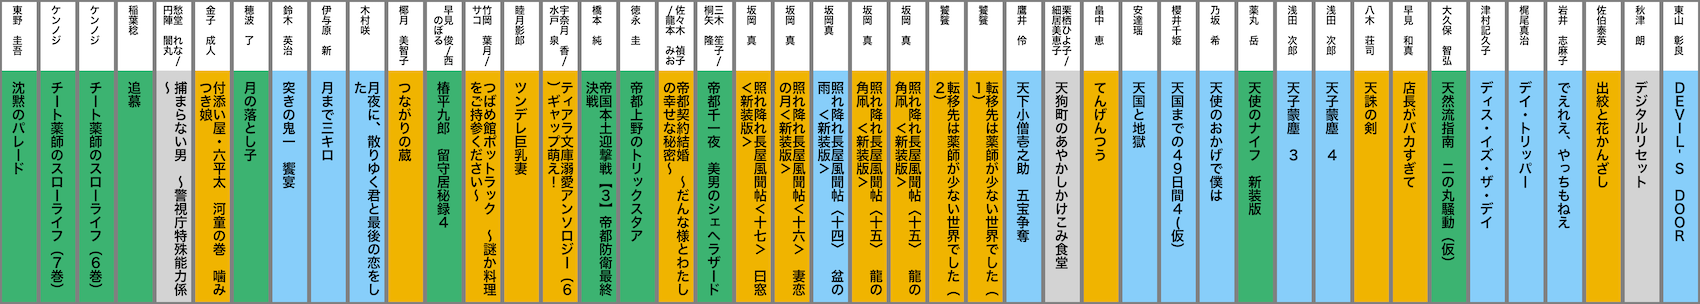 東山 彰良
DEVIL'S DOOR
秋津 朗
デジタルリセット
佐伯泰英
出絞と花かんざし
岩井 志麻子
でえれえ、やっちもねえ
梶尾真治
デイ・トリッパー
津村記久子
ディス・イズ・ザ・デイ
大久保 智弘
天然流指南 二の丸騒動(仮)
早見 和真
店長がバカすぎて
八木 荘司
天誅の剣
浅田 次郎
天子蒙塵 4
浅田 次郎
天子蒙塵 3
薬丸 岳
天使のナイフ 新装版
乃坂 希
天使のおかげで僕は
櫻井千姫
天国までの49日間4~(仮)
安達瑶
天国と地獄
畠中 恵
てんげんつう
栗栖ひよ子/
細居美恵子
天狗町のあやかしかけこみ食堂
鷹井 伶
天下小僧壱之助 五宝争奪
饕餮
転移先は薬師が少ない世界でした(
1)
饕餮
転移先は薬師が少ない世界でした(
2)
坂岡 真
照れ降れ長屋風聞帖〈十五〉 龍の
角凧 <新装版>
坂岡 真
照れ降れ長屋風聞帖〈十五〉 龍の
角凧 <新装版>
坂岡真
照れ降れ長屋風聞帖〈十四〉 盆の
雨 <新装版>
坂岡 真
照れ降れ長屋風聞帖<十六> 妻恋
の月<新装版>
坂岡 真
照れ降れ長屋風聞帖<十七> 日窓
<新装版>
三木 笙子/
桐矢 隆
帝都千一夜 美男のシェヘラザード
佐々木 禎子
/龍本 みお
帝都契約結婚 ~だんな様とわたし
の幸せな秘密~
徳永 圭
帝都上野のトリックスタア
橋本 純
帝国本土迎撃戦【3】帝都防衛最終
決戦
宇奈月 香/
水戸 泉
ティアラ文庫溺愛アンソロジー(6
)ギャップ萌え!
睦月影郎
ツンデレ巨乳妻
竹岡 葉月/
サコ
つばめ館ポットラック ~謎か料理
をご持参ください~
早見 俊/西
のぼる
椿平九郎 留守居秘録4
椰月 美智子
つながりの蔵
木村咲
月夜に、散りゆく君と最後の恋をし
た
伊与原 新
月まで三キロ
鈴木 英治
突きの鬼一 饗宴
穂波 了
月の落とし子
金子 成人
付添い屋・六平太 河童の巻 噛み
つき娘
愁堂 れな/
円陣 闇丸
捕まらない男 ~警視庁特殊能力係
~
稲葉稔
追慕
ケンノジ
チート薬師のスローライフ(6巻)
ケンノジ
チート薬師のスローライフ(7巻)
東野 圭吾
沈黙のパレード